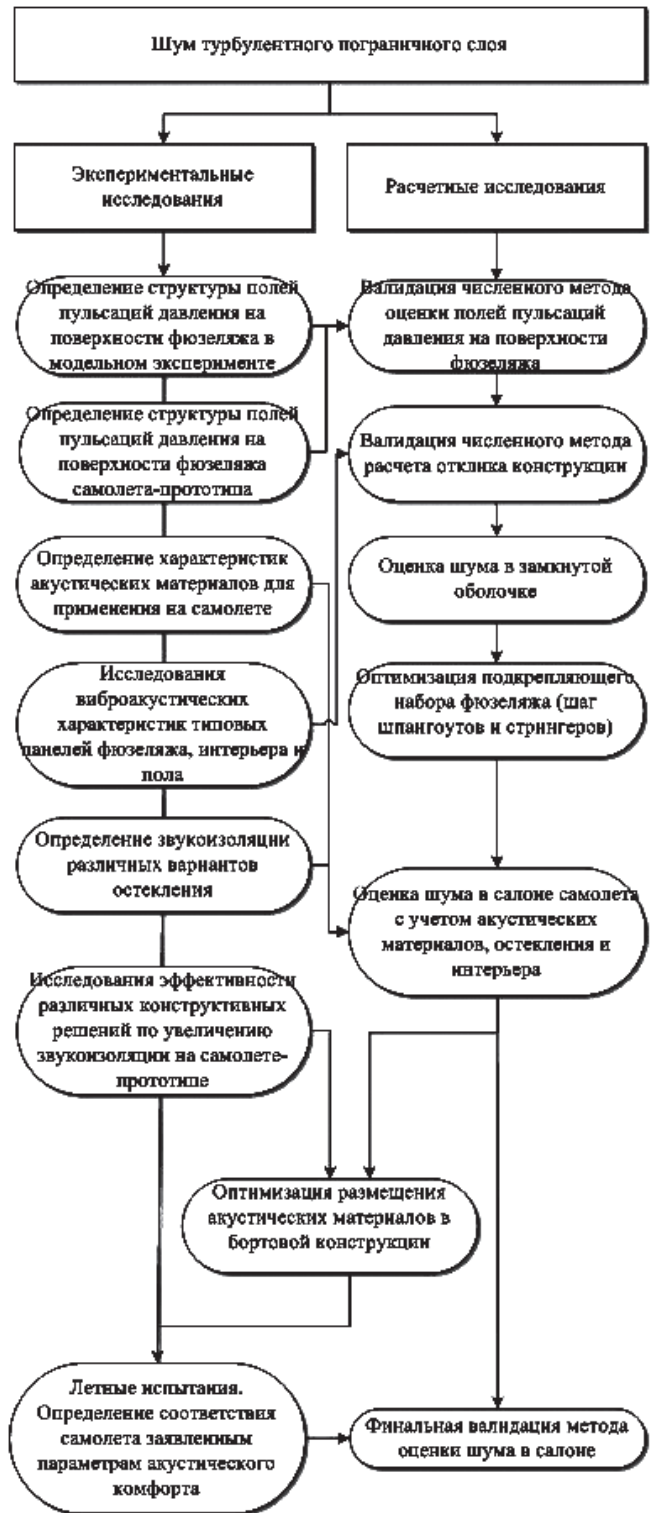 Шум турбулентного пограничного слоя
Экспериментальные
исследования
Расчетные исследования
Определение структуры полей
пульсаций давления на
поверхности фюзеляжа в
модельном эксперименте
Валидация численного метода
оценки полей пульсаций
давления на поверхности
фюзеляжа
Определение структуры полей
пульсаций давления на
поверхности фюзеляжа
самолета-прототипа
Валидация численного метода
расчета отклика конструкции
Определение характеристик
акустических материалов для
применения на самолете
Оценка шума в замкнутой
оболочке
Исследования
виброакустических
характеристик типовых
панелей фюзеляжа, интерьера и
пола
Оптимизация подкрепляющего
набора фюзеляжа (шаг
шпангоутов и стрингеров)
Определение звукоизоляции
различных вариантов
остекления
Оценка шума в салоне самолета
с учетом акустических
материалов, остекления и
интерьера
Исследования эффективности
различных конструктивных
решений по увеличению
звукоизоляции на самолете-
прототипе
Оптимизация размещения
акустических материалов в
бортовой конструкции
Летные испытания.
Определение соответствия
самолета заявленным
параметрам акустического
комфорта
Финальная валидация метода
оценки шума в салоне